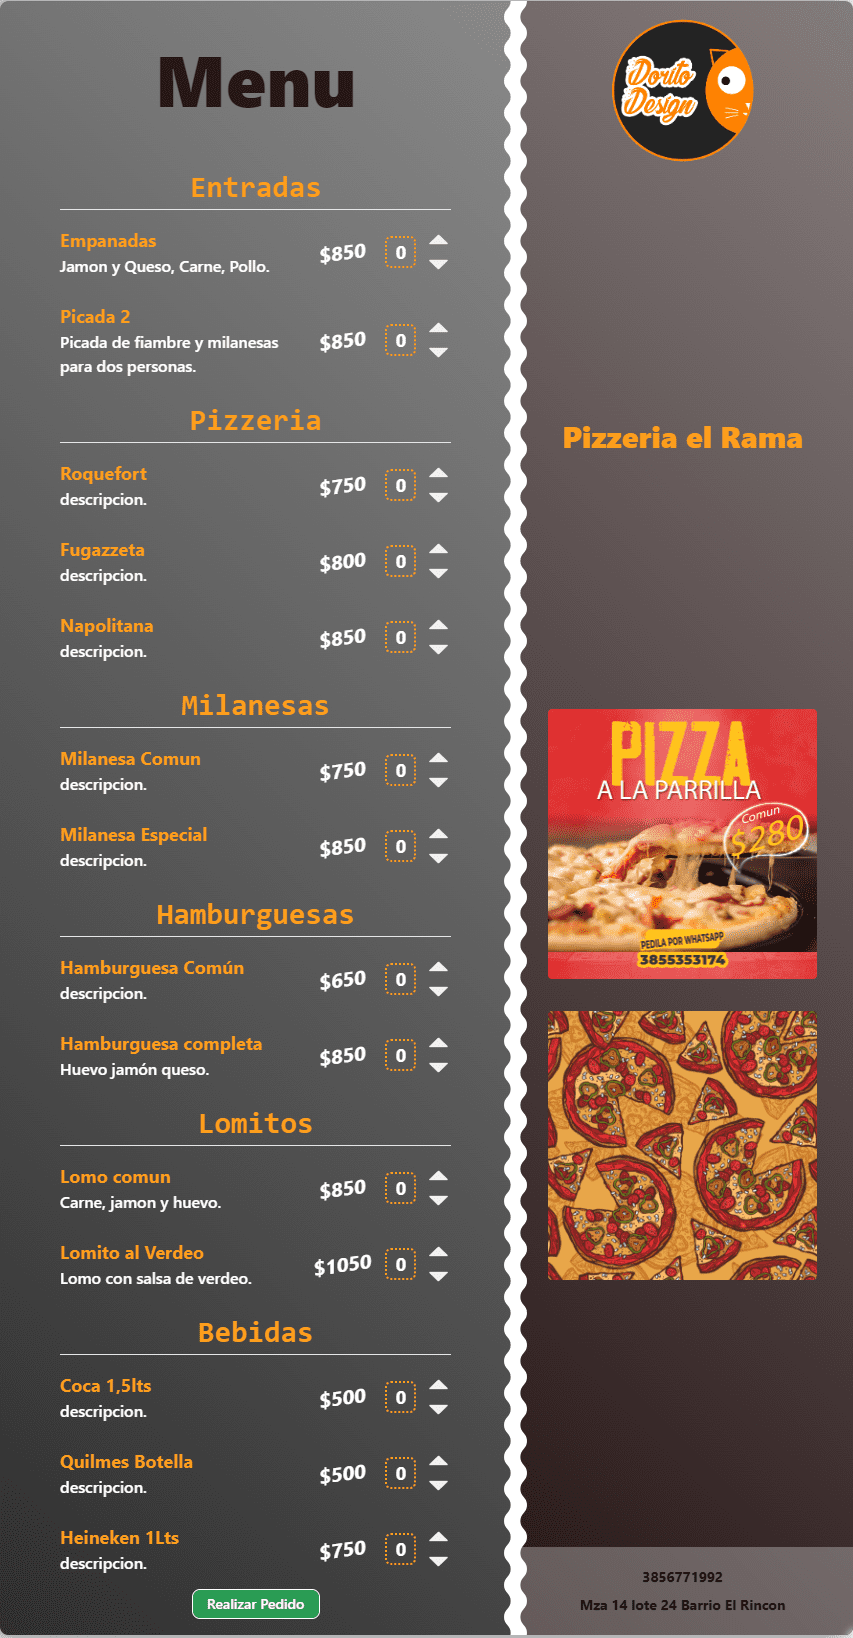 Menu
Entradas
Empanadas
Jamon y Queso, Carne, Pollo.
$850
0
Picada 2
Picada de fiambre y milanesas
para dos personas.
$850
0
Pizzeria
Roquefort
descripcion.
$750
0
Fugazzeta
descripcion.
$800
0
Napolitana
descripcion.
$850
0
Milanesas
Milanesa Comun
descripcion.
$750
0
Milanesa Especial
descripcion.
$850
0
Hamburguesas
Hamburguesa Común
descripcion.
$650
0
Hamburguesa completa
Huevo jamón queso.
$850
0
Lomitos
Lomo comun
Carne, jamon y huevo.
$850
0
Lomito al Verdeo
Lomo con salsa de verdeo.
$1050
0
Bebidas
Coca 1,5lts
descripcion.
$500
0
Quilmes Botella
descripcion.
$500
0
Heineken 1Lts
descripcion.
$750
0
Realizar Pedido
Dorito
Design
Pizzeria el Rama
PIZZA
A LA PARRILLA
Comun
$280
PEDILA POR WHATSAPP
3855353174
3856771992
Mza 14 lote 24 Barrio El Rincon